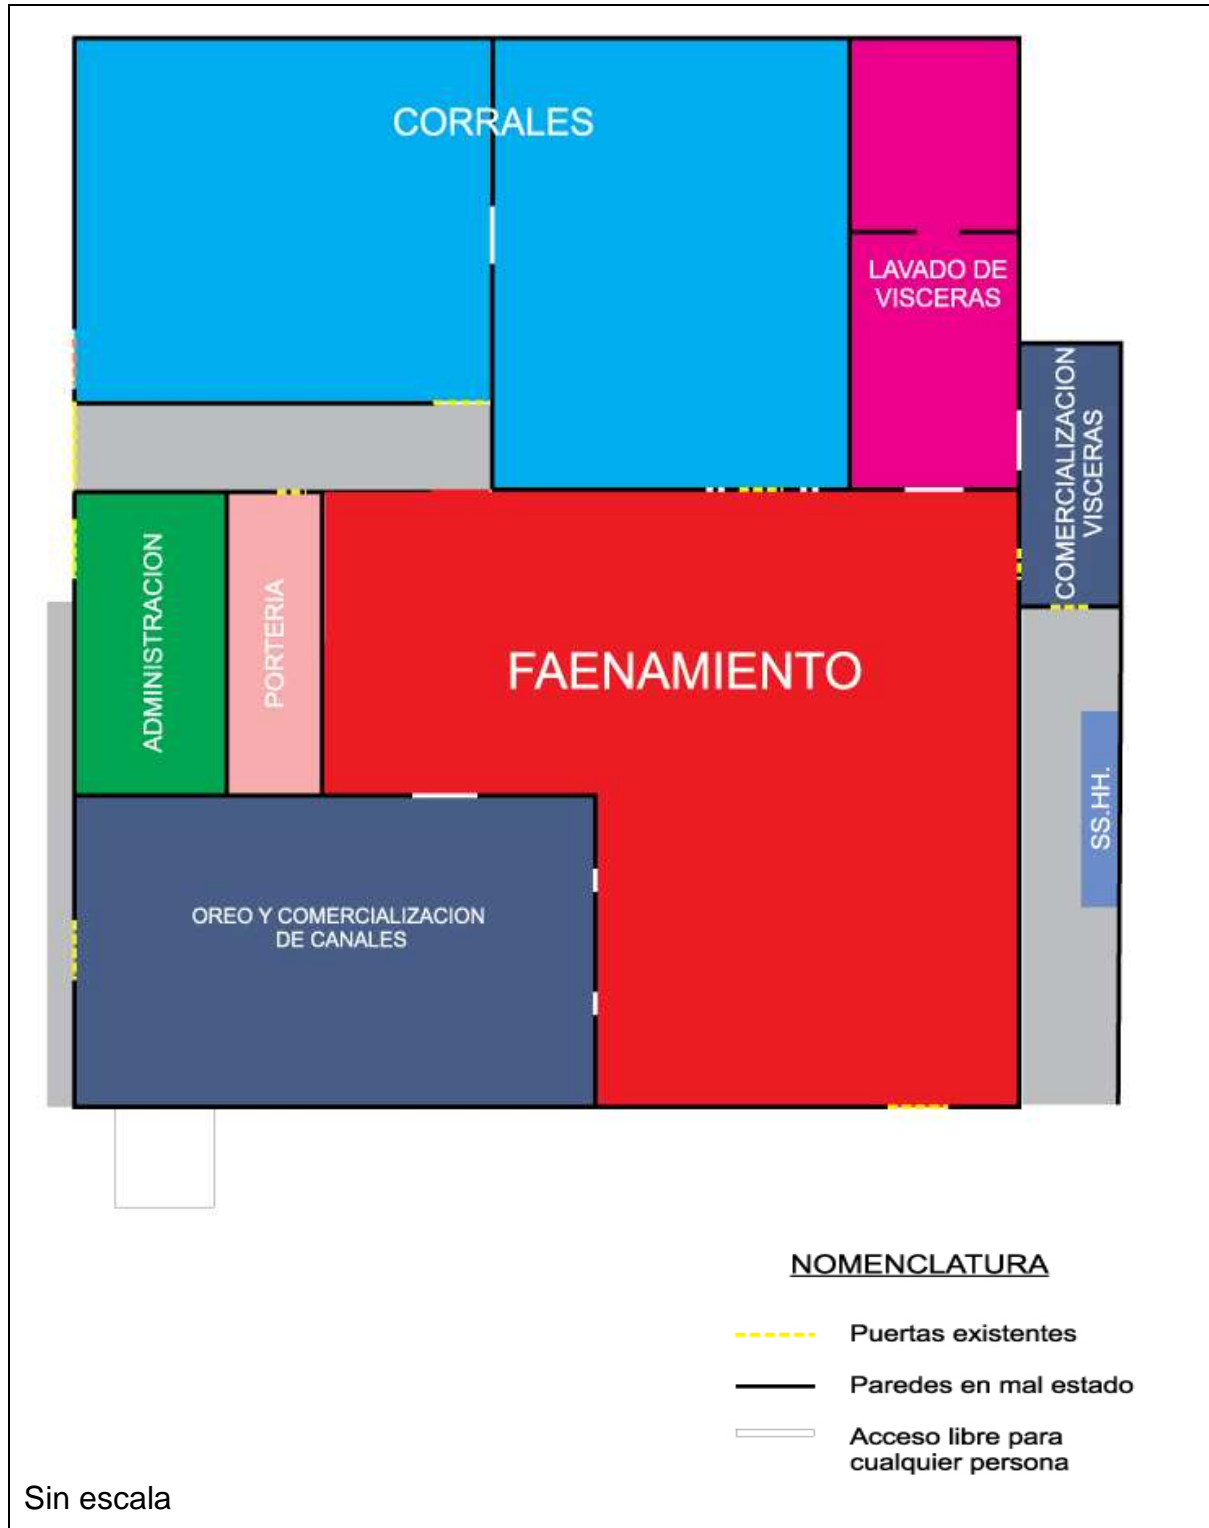 CORRALES
LAVADO DE
VISCERAS
COMERCIALIZACION
VISCERAS
ADMINISTRACION
PORTERIA
FAENAMIENTO
SS.HH.
OREO Y COMERCIALIZACION
DE CANALES
NOMENCLATURA
Puertas existentes
Paredes en mal estado
Acceso libre para
cualquier persona
Sin escala